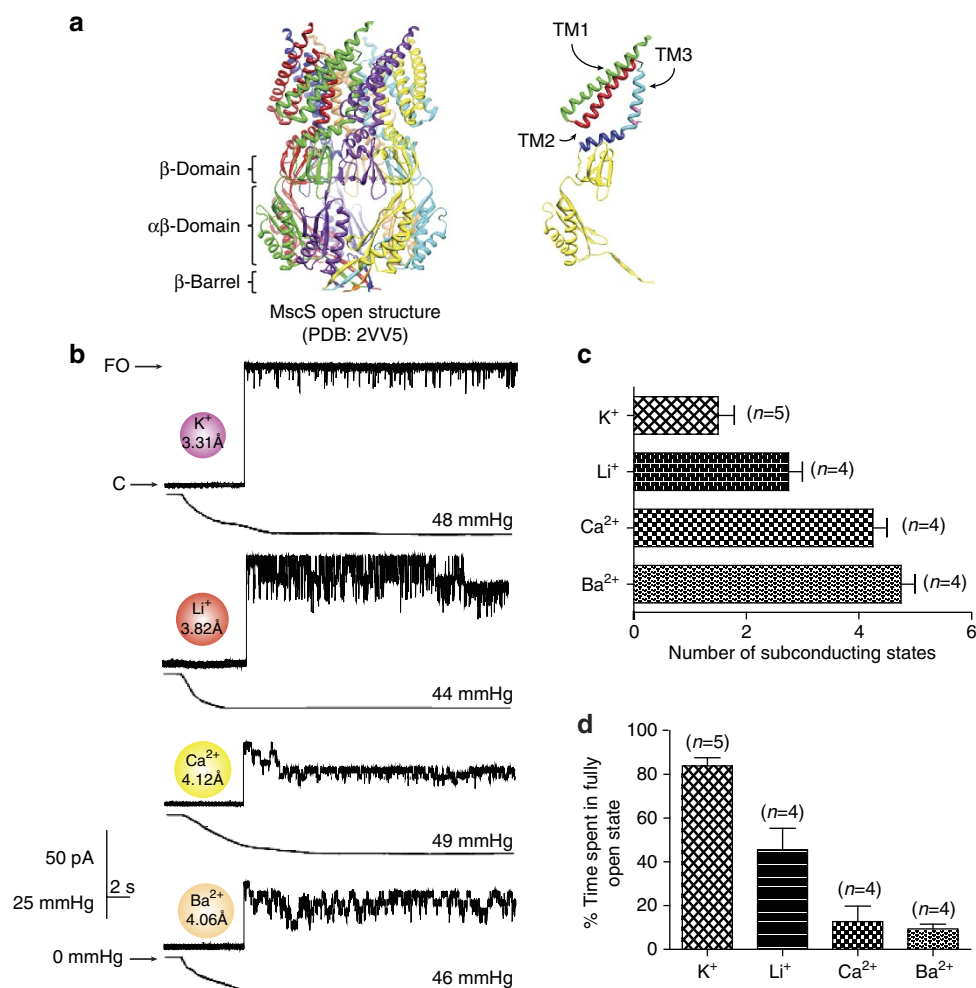 a
TM1
TM3
TM2
β-Domain
αβ-Domain
β-Barrel
MscS open structure
(PDB: 2VV5)
b
FO
K⁺
3.31Å
C
48 mmHg
Li⁺
3.82Å
44 mmHg
Ca²⁺
4.12Å
49 mmHg
50 pA
2 s
25 mmHg
Ba²⁺
4.06Å
0 mmHg
46 mmHg
c
K⁺
(n=5)
Li⁺
(n=4)
Ca²⁺
(n=4)
Ba²⁺
(n=4)
0 2 4 6
Number of subconducting states
d
% Time spent in fully
open state
100
80
60
40
20
0
(n=5)
(n=4)
(n=4)
(n=4)
K⁺ Li⁺ Ca²⁺ Ba²⁺